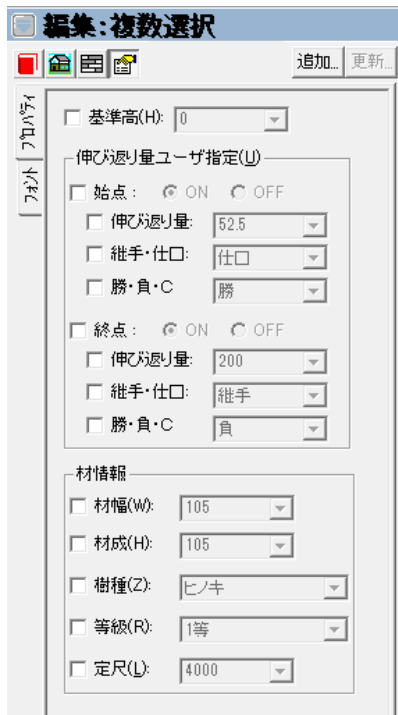 編集:複数選択
追加... 更新...
プロパティ
フォント
基準高(H): 0
伸び返り量ユーザ指定(U)
始点: ON OFF
伸び返り量: 52.5
継手・仕口: 仕口
勝・負・C 勝
終点: ON OFF
伸び返り量: 200
継手・仕口: 継手
勝・負・C 負
材情報
材幅(W): 105
材成(H): 105
樹種(Z): ヒノキ
等級(R): 1等
定尺(L): 4000